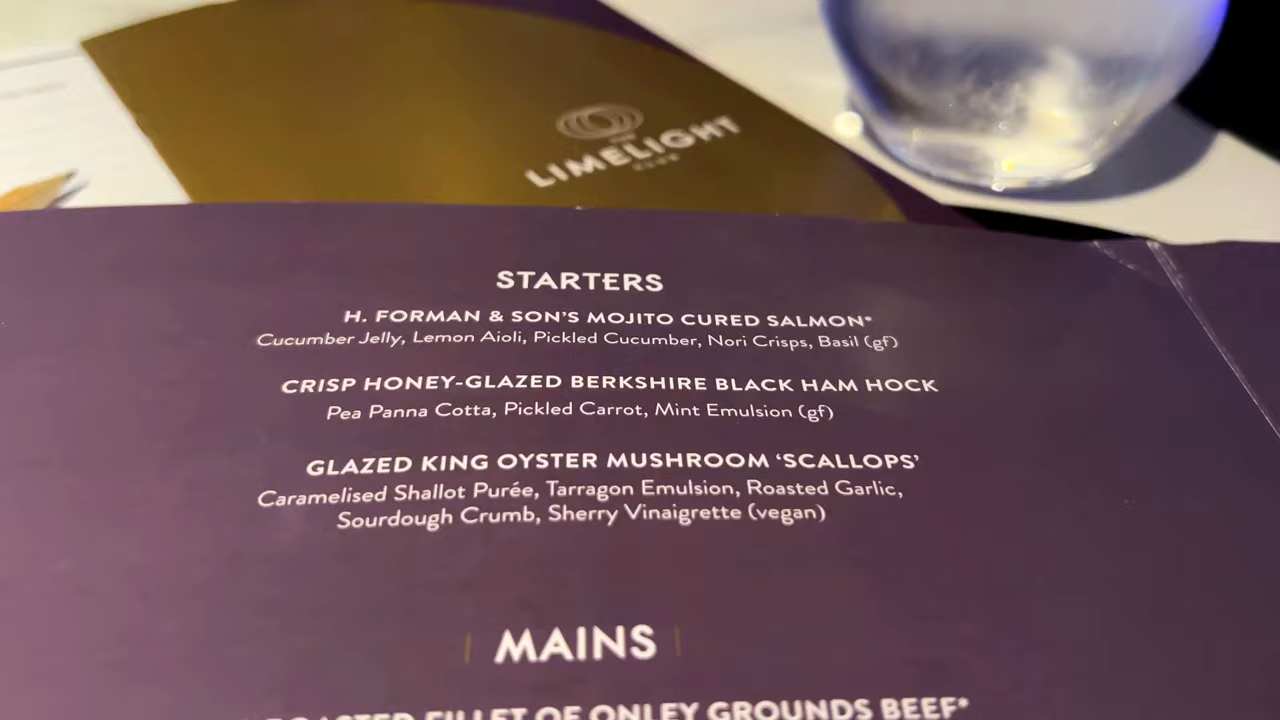 LIMELIGHT
CLUB
STARTERS
H. FORMAN & SON'S MOJITO CURED SALMON*
Cucumber Jelly, Lemon Aioli, Pickled Cucumber, Nori Crisps, Basil (gf)
CRISP HONEY-GLAZED BERKSHIRE BLACK HAM HOCK
Pea Panna Cotta, Pickled Carrot, Mint Emulsion (gf)
GLAZED KING OYSTER MUSHROOM ‘SCALLOPS’
Caramelised Shallot Purée, Tarragon Emulsion, Roasted Garlic,
Sourdough Crumb, Sherry Vinaigrette (vegan)
MAINS
ROASTED FILLET OF ONLEY GROUNDS BEEF*